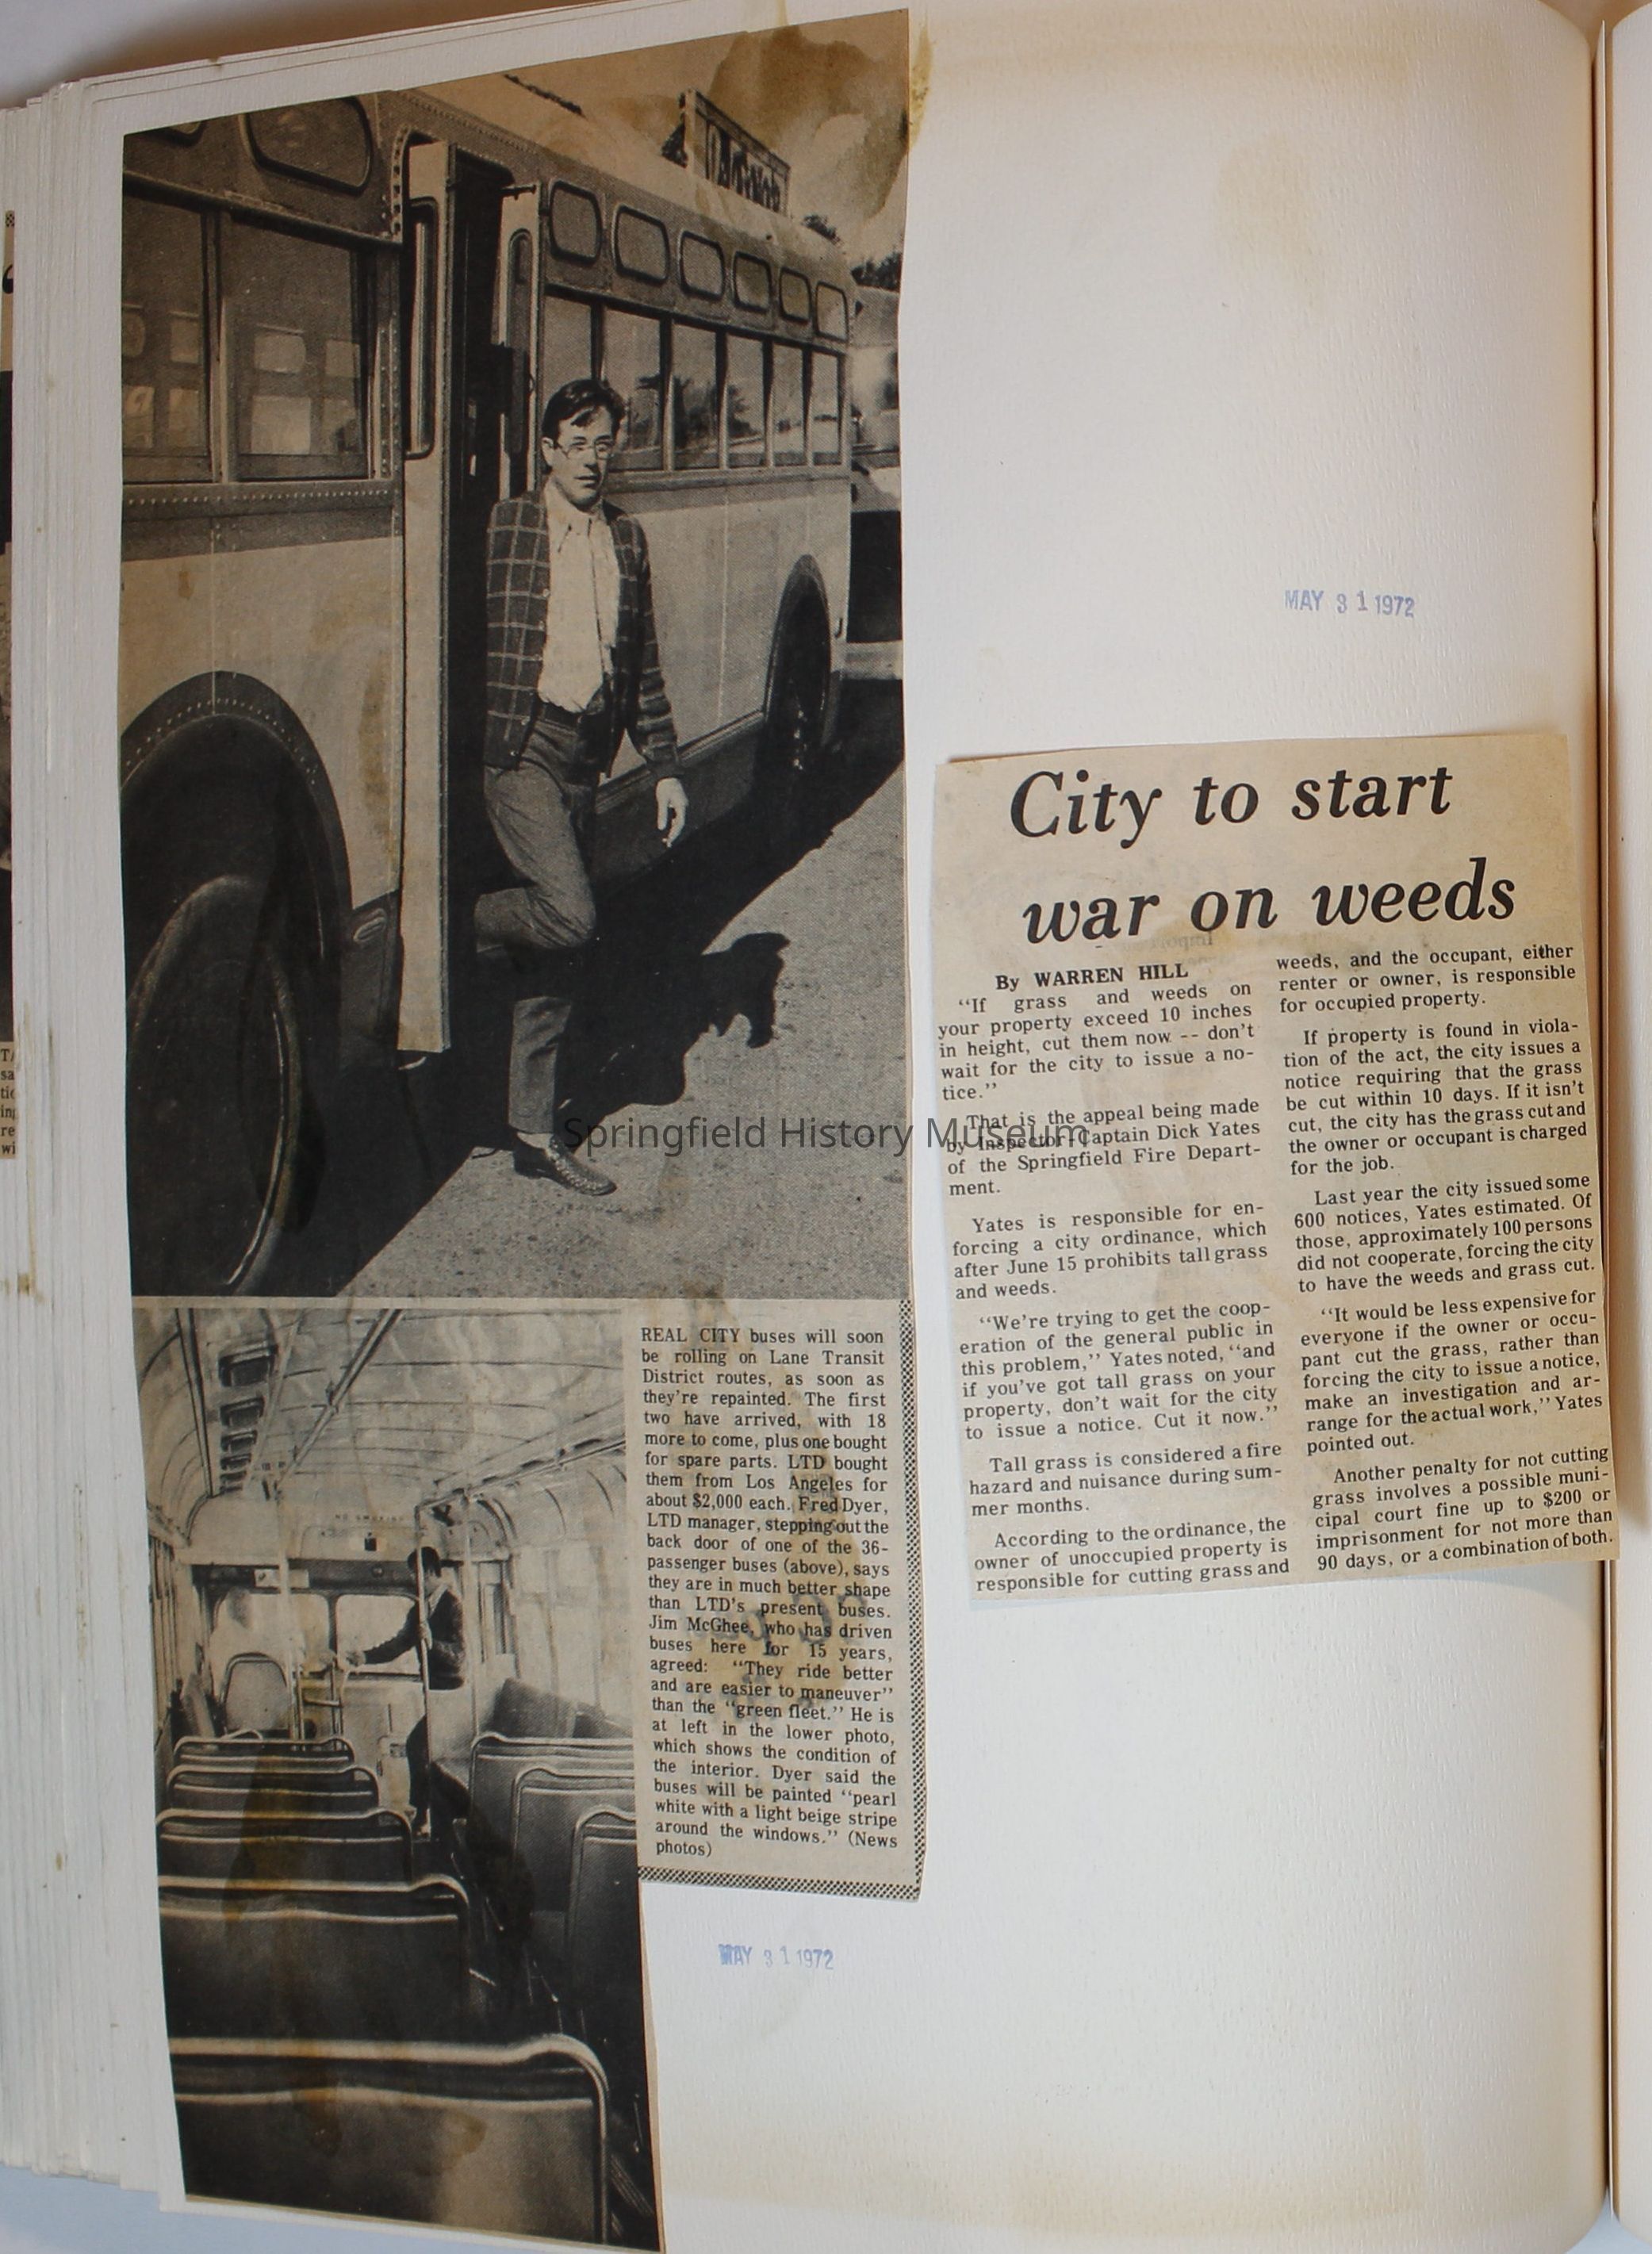 REAL CITY buses will soon
be rolling on Lane Transit
District routes, as soon as
they're repainted. The first
two have arrived, with 18
more to come, plus one bought
for spare parts. LTD bought
them from Los Angeles for
about $2,000 each. Fred Dyer,
LTD manager, stepping out the
back door of one of the 36-
passenger buses (above), says
they are in much better shape
than LTD's present buses.
Jim McGhee, who has driven
buses here for 15 years,
agreed: "They ride better
and are easier to maneuver"
than the "green fleet." He is
at left in the lower photo,
which shows the condition of
the interior. Dyer said the
buses will be painted "pearl
white with a light beige stripe
around the windows." (News
photos)
MAY 31 1972
MAY 31 1972
City to start
war on weeds
By WARREN HILL
"If grass and weeds on
your property exceed 10 inches
in height, cut them now -- don't
wait for the city to issue a no-
tice."
That is the appeal being made
by Inspector Captain Dick Yates
of the Springfield Fire Depart-
ment.
Yates is responsible for en-
forcing a city ordinance, which
after June 15 prohibits tall grass
and weeds.
"We're trying to get the coop-
eration of the general public in
this problem," Yates noted, "and
if you've got tall grass on your
property, don't wait for the city
to issue a notice. Cut it now."
Tall grass is considered a fire
hazard and nuisance during sum-
mer months.
According to the ordinance, the
owner of unoccupied property is
responsible for cutting grass and
weeds, and the occupant, either
renter or owner, is responsible
for occupied property.
If property is found in viola-
tion of the act, the city issues a
notice requiring that the grass
be cut within 10 days. If it isn't
cut, the city has the grass cut and
the owner or occupant is charged
for the job.
Last year the city issued some
600 notices, Yates estimated. Of
those, approximately 100 persons
did not cooperate, forcing the city
to have the weeds and grass cut.
"It would be less expensive for
everyone if the owner or occu-
pant cut the grass, rather than
forcing the city to issue a notice,
make an investigation and ar-
range for the actual work," Yates
pointed out.
Another penalty for not cutting
grass involves a possible muni-
cipal court fine up to $200 or
imprisonment for not more than
90 days, or a combination of both.
Springfield History Museum